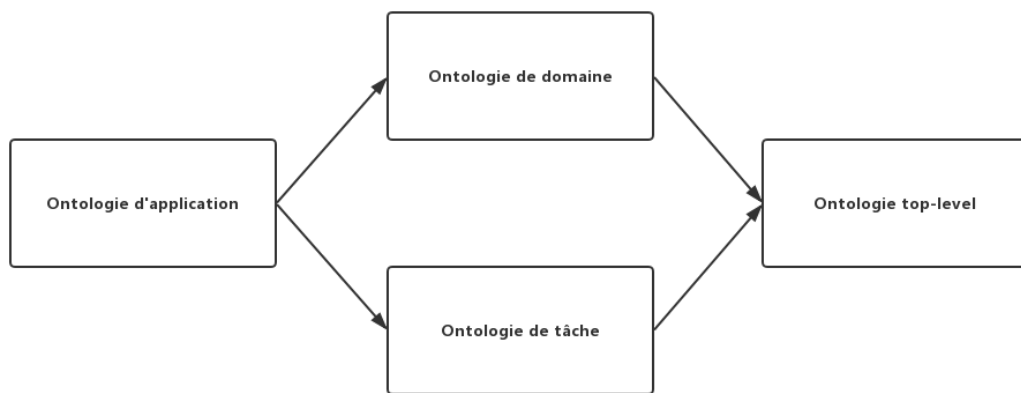 Ontologie de domaine
Ontologie d'application
Ontologie top-level
Ontologie de tâche